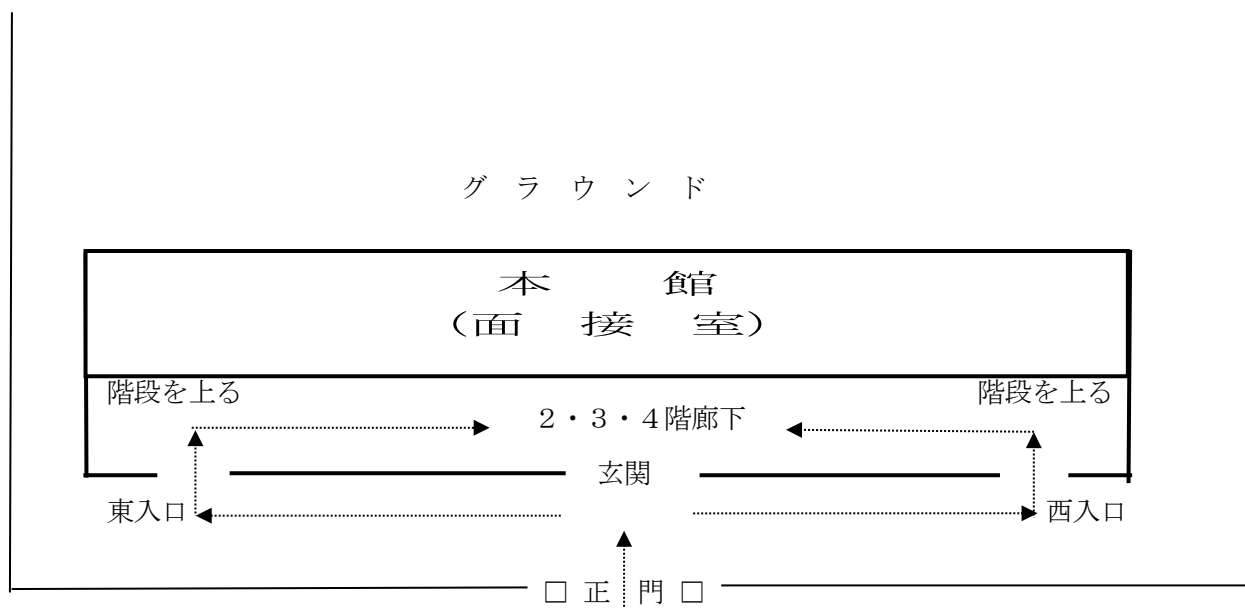 グラウンド
本館
(面接室)
階段を上る
階段を上る
2・3・4階廊下
玄関
東入口
西入口
□正門□